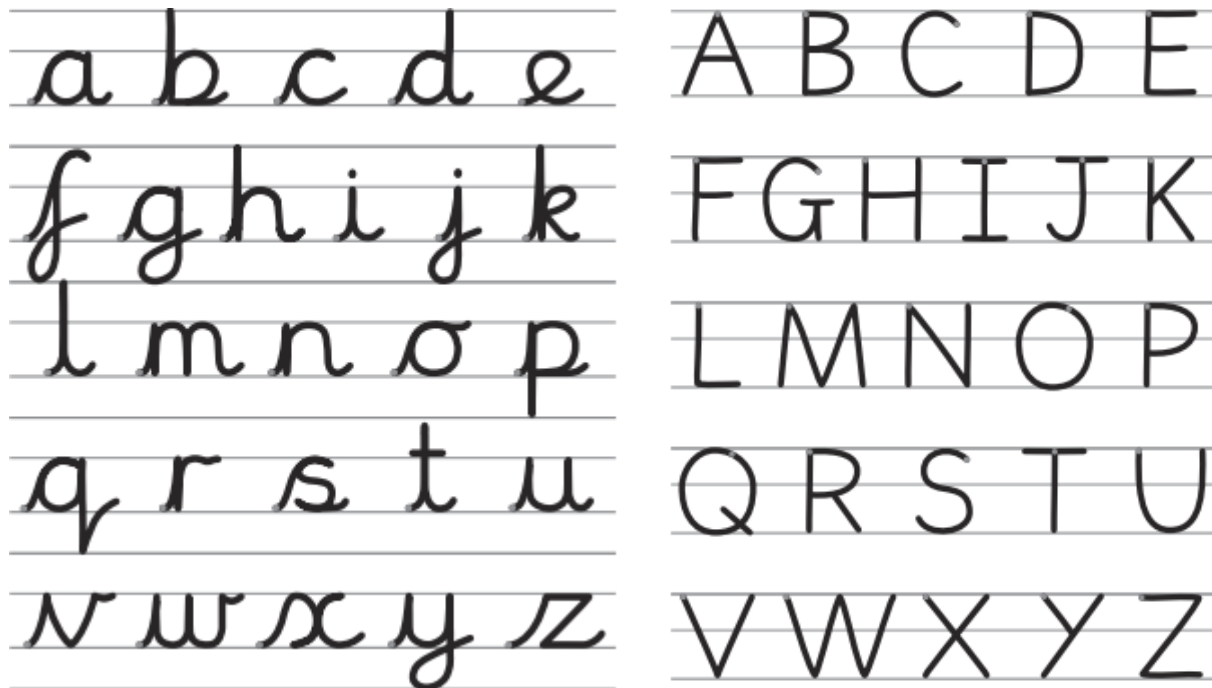 a b c d e
f g h i j k
l m n o p
q r s t u
v w x y z
A B C D E
F G H I J K
L M N O P
Q R S T U
V W X Y Z